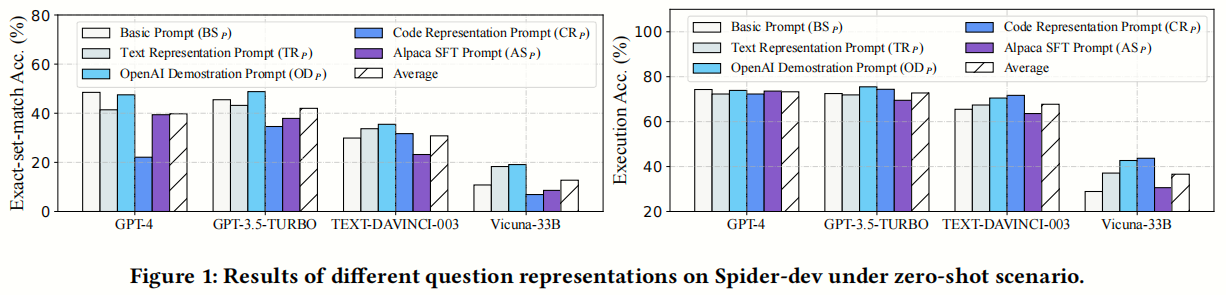 Exact-set-match Acc. (%)
80
60
40
20
0
Basic Prompt (BS P)
Text Representation Prompt (TR P)
OpenAI Demostration Prompt (OD P)
Code Representation Prompt (CR P)
Alpaca SFT Prompt (AS P)
Average
GPT-4 GPT-3.5-TURBO TEXT-DAVINCI-003 Vicuna-33B
Execution Acc. (%)
100
80
60
40
20
Basic Prompt (BS P)
Text Representation Prompt (TR P)
OpenAI Demostration Prompt (OD P)
Code Representation Prompt (CR P)
Alpaca SFT Prompt (AS P)
Average
GPT-4 GPT-3.5-TURBO TEXT-DAVINCI-003 Vicuna-33B
Figure 1: Results of different question representations on Spider-dev under zero-shot scenario.